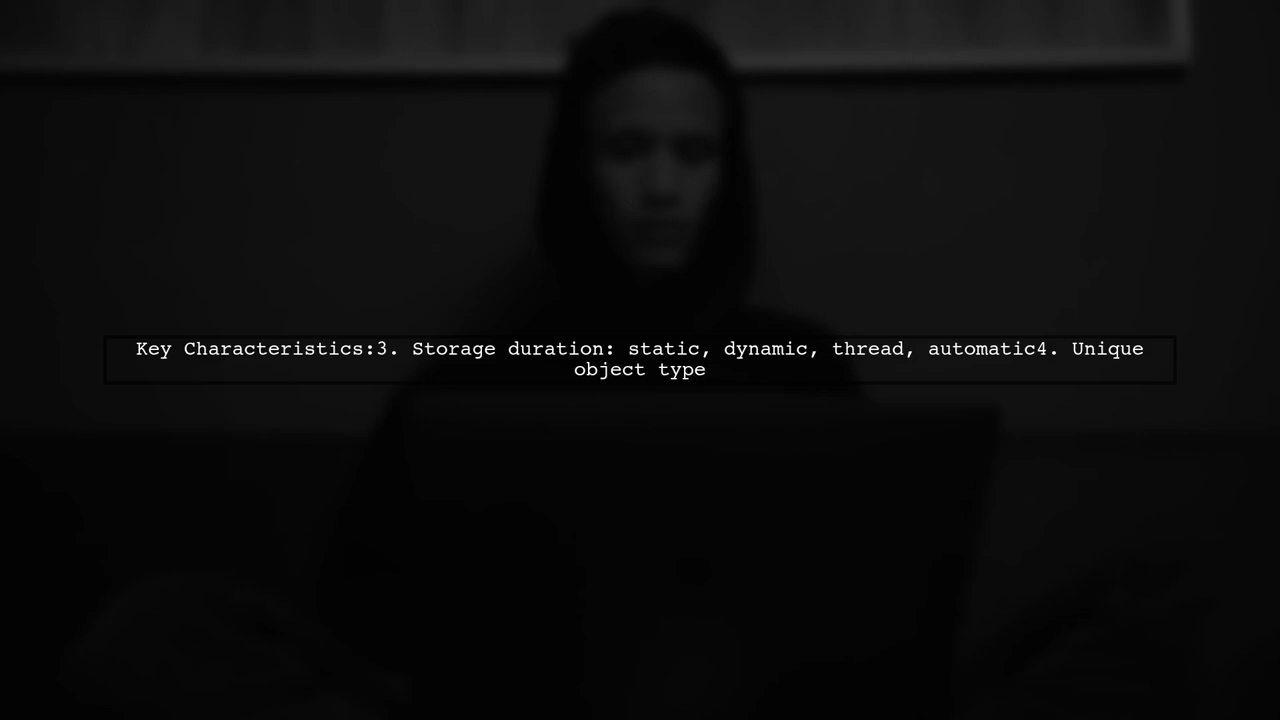 Key Characteristics:3. Storage duration: static, dynamic, thread, automatic4. Unique
object type